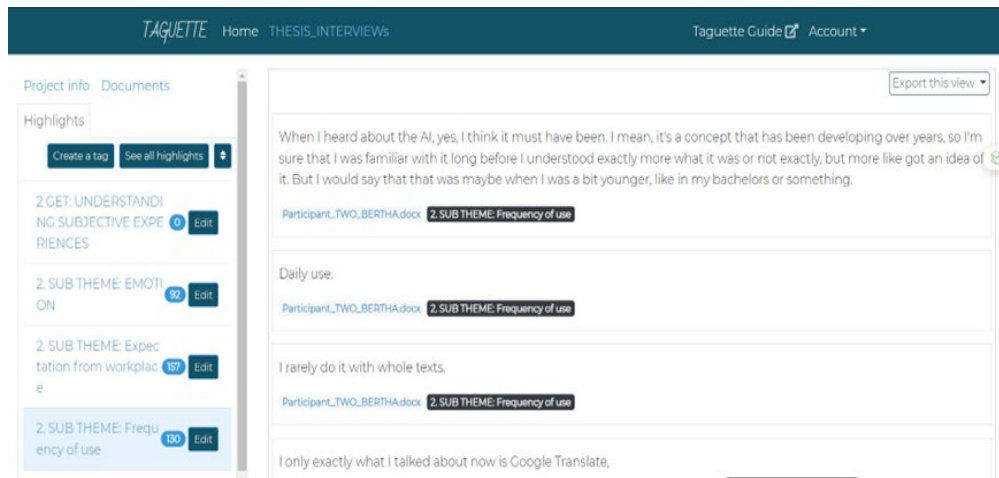 TAGUETTE Home THESIS_INTERVIEWs Taguette Guide Account
Project info Documents
Highlights
Create a tag See all highlights
2 GET: UNDERSTANDI
NG SUBJECTIVE EXPE 0 Edit
RIENCES
2. SUB THEME: EMOTI
ON 92 Edit
2. SUB THEME: Expec
tation from workplac 157 Edit
e
2. SUB THEME: Frequ
ency of use 130 Edit
Export this view
When I heard about the AI, yes, I think it must have been. I mean, it's a concept that has been developing over years, so I'm
sure that I was familiar with it long before I understood exactly more what it was or not exactly, but more like got an idea of
it. But I would say that that was maybe when I was a bit younger, like in my bachelors or something.
Participant_TWO_BERTHA.docx 2. SUB THEME: Frequency of use
Daily use.
Participant_TWO_BERTHA.docx 2. SUB THEME: Frequency of use
I rarely do it with whole texts.
Participant_TWO_BERTHA.docx 2. SUB THEME: Frequency of use
I only exactly what I talked about now is Google Translate,